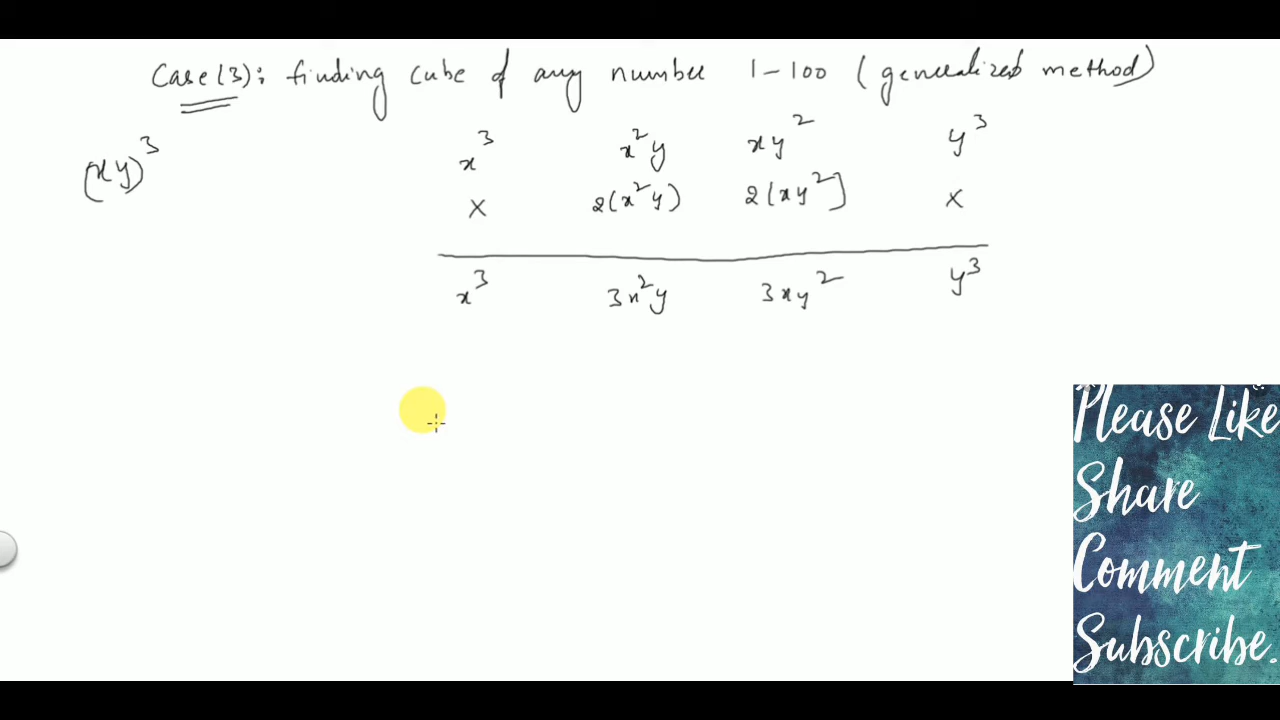 Case(3): finding cube of any number 1-100 (generalized method)
(xy)³ x³ x²y xy² y³
x 2(x²y) 2(xy²] x
x³ 3x²y 3xy² y³
Please Like
Share
Comment
Subscribe.